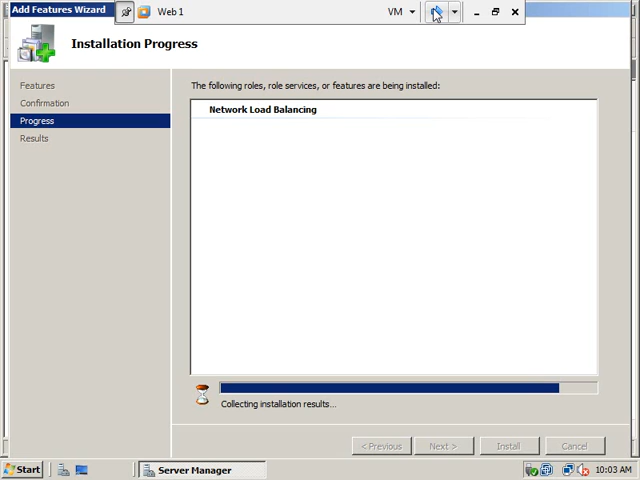 Add Features Wizard
Web 1
VM
Installation Progress
Features
Confirmation
Progress
Results
The following roles, role services, or features are being installed:
Network Load Balancing
Collecting installation results...
< Previous
Next >
Install
Cancel
Start
Server Manager
10:03 AM